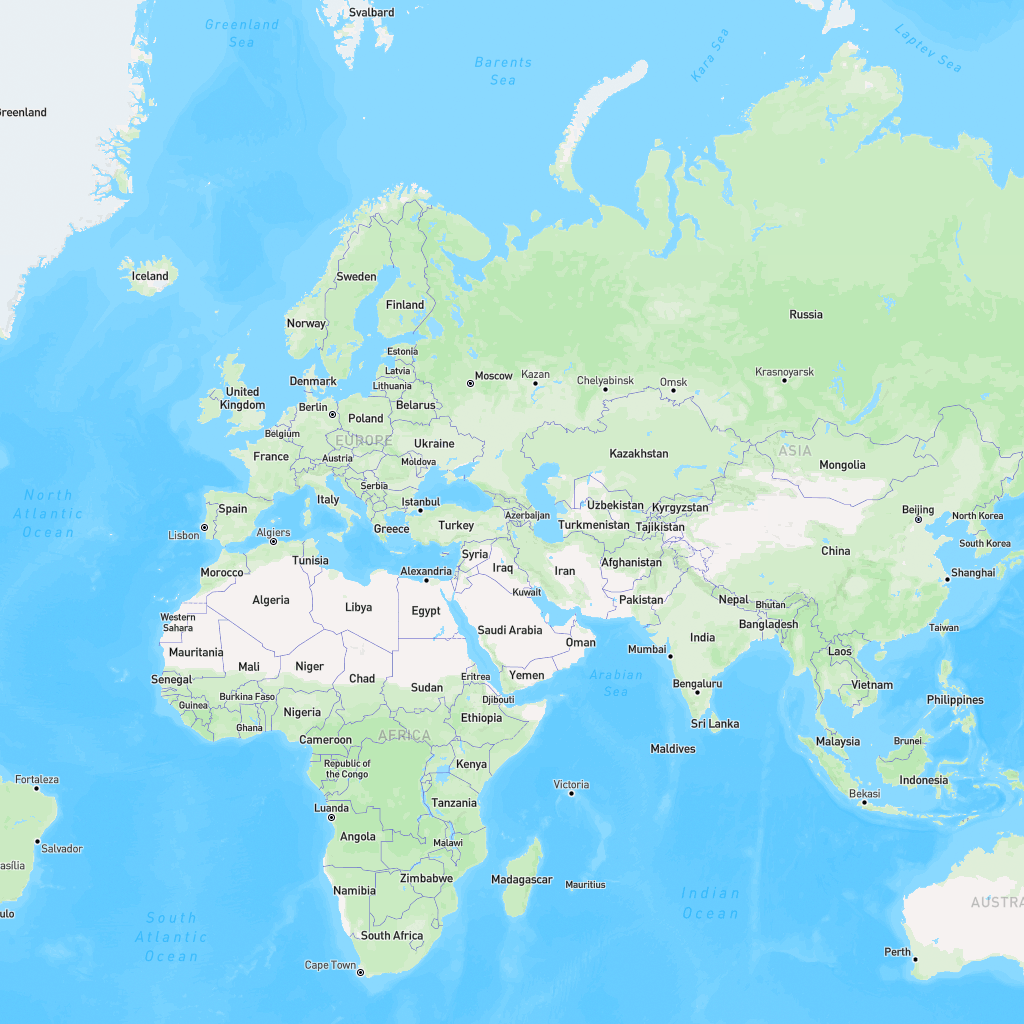 Svalbard
Greenland
Sea
Barents
Sea
Kara Sea
Laptev Sea
Greenland
Iceland
Sweden
Finland
Norway
Russia
Estonia
Latvia
Lithuania
Moscow
Kazan
Chelyabinsk
Omsk
Krasnoyarsk
Denmark
United
Kingdom
Berlin
Belarus
Poland
Belgium
EUROPE
Ukraine
France
Austria
Moldova
Kazakhstan
ASIA
Mongolia
Serbia
Italy
Istanbul
Spain
North
Atlantic
Ocean
Lisbon
Algiers
Greece
Turkey
Azerbaijan
Uzbekistan
Kyrgyzstan
Turkmenistan
Tajikistan
Beijing
North Korea
South Korea
China
Shanghai
Tunisia
Morocco
Alexandria
Syria
Iraq
Iran
Afghanistan
Kuwait
Pakistan
Nepal
Bhutan
Bangladesh
Taiwan
Algeria
Libya
Egypt
Western
Sahara
Saudi Arabia
Oman
India
Mumbai
Laos
Mauritania
Mali
Niger
Chad
Sudan
Eritrea
Yemen
Arabian
Sea
Senegal
Burkina Faso
Guinea
Nigeria
Ghana
Djibouti
Ethiopia
Bengaluru
Vietnam
Philippines
Sri Lanka
Cameroon
AFRICA
Maldives
Malaysia
Brunei
Republic of
the Congo
Kenya
Indonesia
Fortaleza
Victoria
Bekasi
Luanda
Tanzania
Salvador
Angola
Malawi
asília
Zimbabwe
Madagascar
Mauritius
Namibia
Indian
Ocean
AUSTRA
ulo
South
Atlantic
Ocean
South Africa
Perth
Cape Town